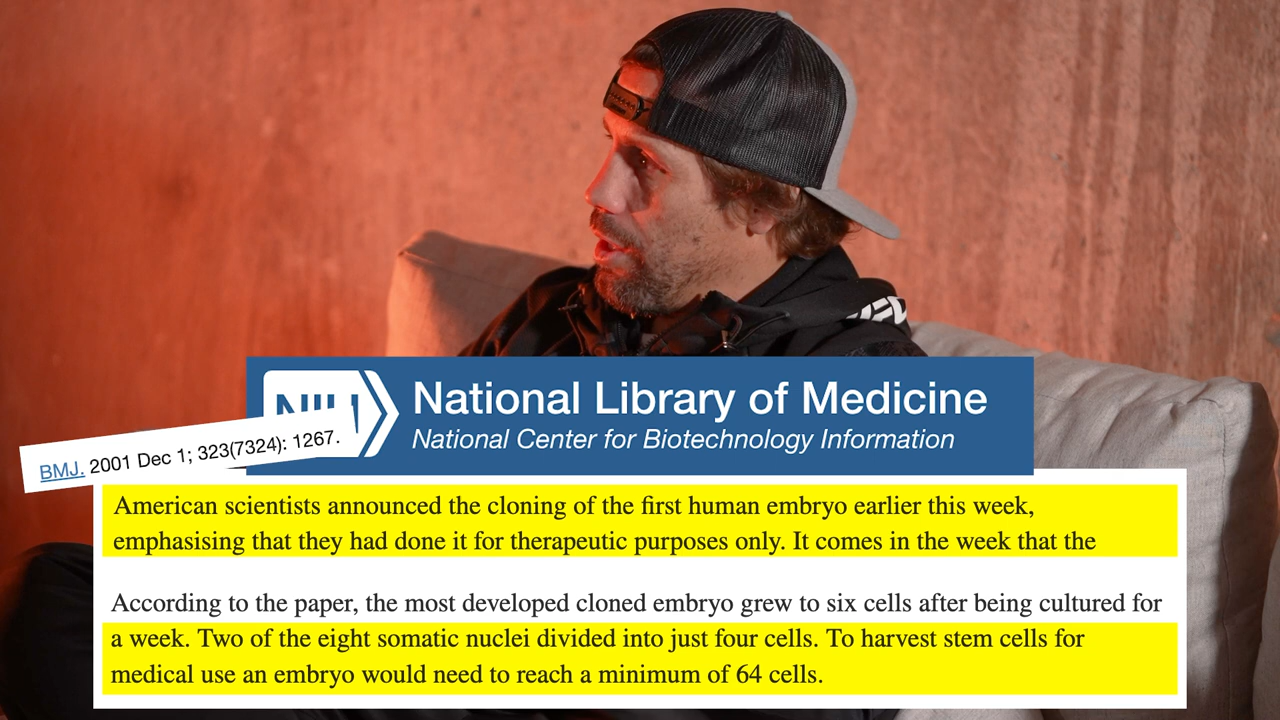 National Library of Medicine
National Center for Biotechnology Information
BMJ. 2001 Dec 1; 323(7324): 1267.
American scientists announced the cloning of the first human embryo earlier this week,
emphasising that they had done it for therapeutic purposes only. It comes in the week that the
According to the paper, the most developed cloned embryo grew to six cells after being cultured for
a week. Two of the eight somatic nuclei divided into just four cells. To harvest stem cells for
medical use an embryo would need to reach a minimum of 64 cells.